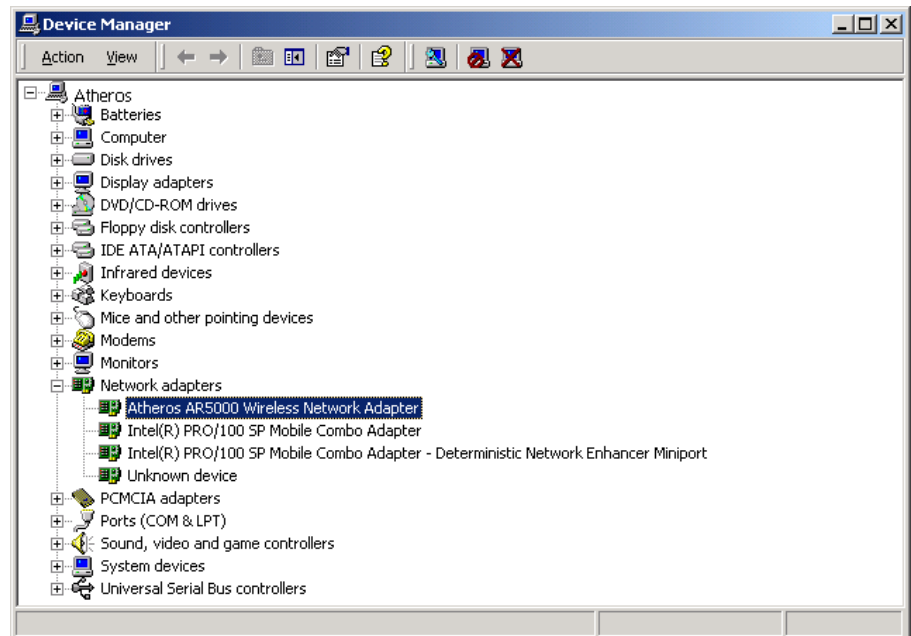 Device Manager
Action View
Atheros
Batteries
Computer
Disk drives
Display adapters
DVD/CD-ROM drives
Floppy disk controllers
IDE ATA/ATAPI controllers
Infrared devices
Keyboards
Mice and other pointing devices
Modems
Monitors
Network adapters
Atheros AR5000 Wireless Network Adapter
Intel(R) PRO/100 SP Mobile Combo Adapter
Intel(R) PRO/100 SP Mobile Combo Adapter - Deterministic Network Enhancer Miniport
Unknown device
PCMCIA adapters
Ports (COM & LPT)
Sound, video and game controllers
System devices
Universal Serial Bus controllers